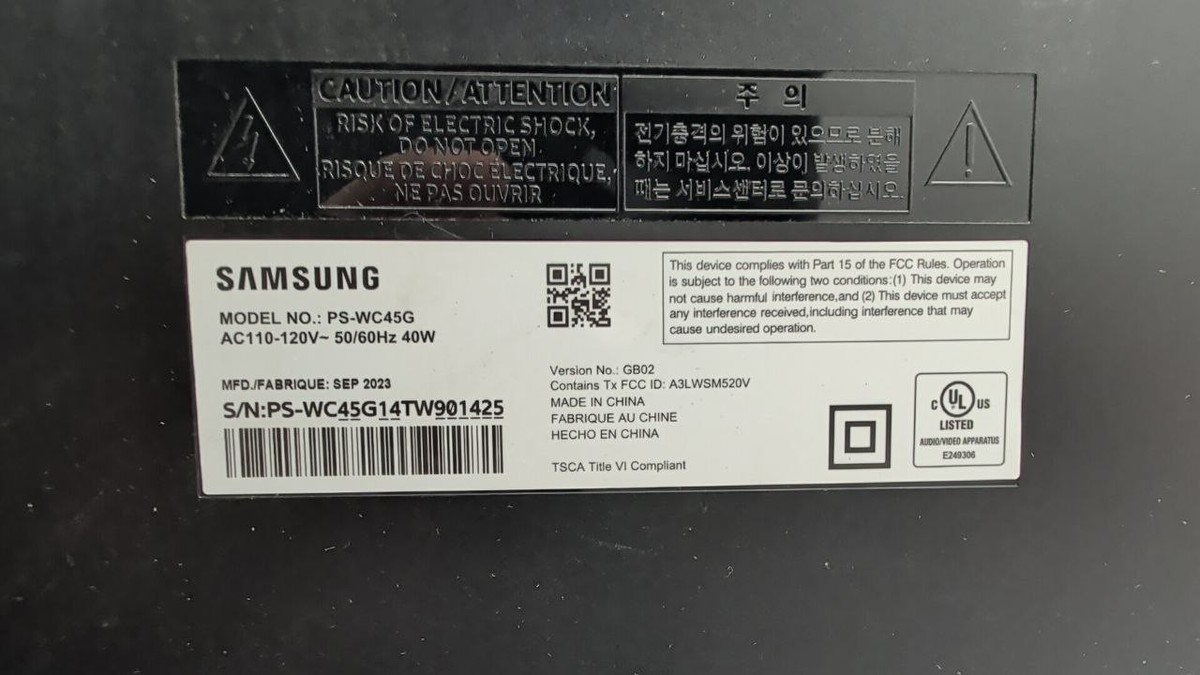 CAUTION/ATTENTION
RISK OF ELECTRIC SHOCK,
DO NOT OPEN
RISQUE DE CHOC ÉLECTRIQUE,
NE PAS OUVRIR
주 의
전기충격의 위험이 있으므로 분해
하지 마십시오. 이상이 발생하였을
때는 서비스센터로 문의하십시오.
SAMSUNG
MODEL NO.: PS-WC45G
AC110-120V~ 50/60Hz 40W
MFD./FABRIQUE: SEP 2023
S/N:PS-WC45G14TW901425
Version No.: GB02
Contains Tx FCC ID: A3LWSM520V
MADE IN CHINA
FABRIQUE AU CHINE
HECHO EN CHINA
TSCA Title VI Compliant
This device complies with Part 15 of the FCC Rules. Operation
is subject to the following two conditions:(1) This device may
not cause harmful interference,and (2) This device must accept
any interference received,including interference that may
cause undesired operation.
C UL US
LISTED
AUDIO/VIDEO APPARATUS
E249306